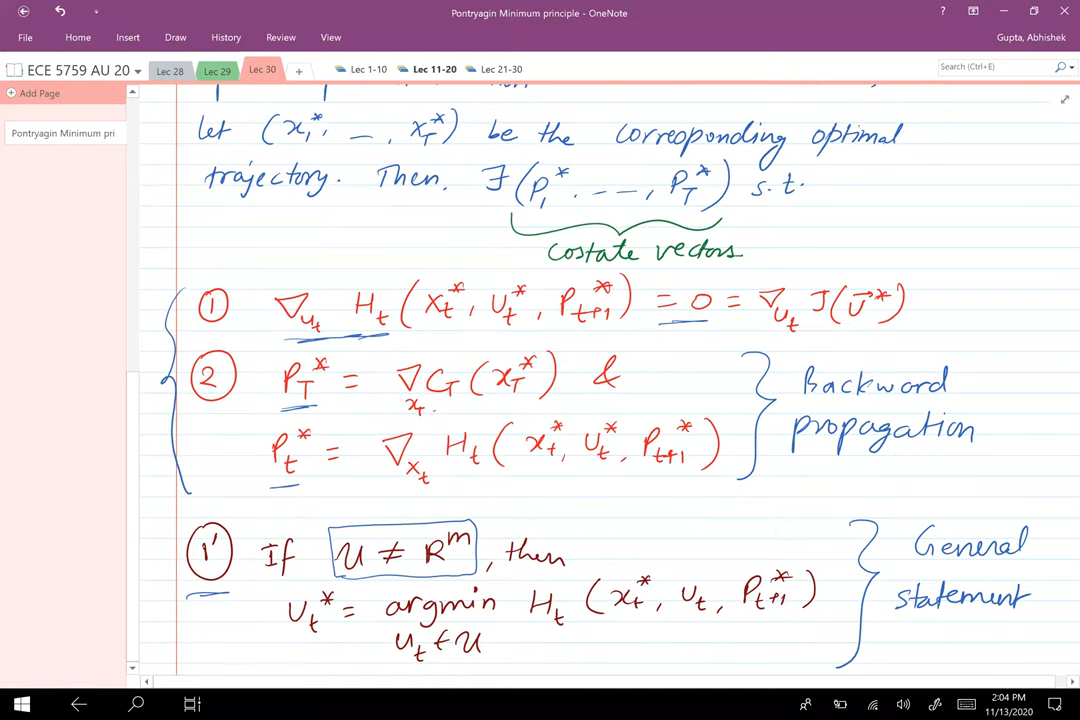 Pontryagin Minimum principle - OneNote
File Home Insert Draw History Review View
Gupta, Abhishek
ECE 5759 AU 20
Lec 28 Lec 29 Lec 30 +
Lec 1-10 Lec 11-20 Lec 21-30
Search (Ctrl+E)
Add Page
Pontryagin Minimum pri
let (x₁*, _ , x_T*) be the correponding optimal
trajectory. Then, ∃ (P₁*, ---, P_T*) s.t.
costate vectors
① ∇_{u_t} H_t (x_t*, u_t*, P_{t+1}*) = 0 = ∇_{u_t} J(U⃗*)
② P_T* = ∇_{x_T} C_T (x_T*) &
P_t* = ∇_{x_t} H_t (x_t*, u_t*, P_{t+1}*)
Backword
propagation
①' If U ≠ R^m, then
u_t* = argmin H_t (x_t*, u_t, P_{t+1}*)
u_t ∈ U
General
statement
2:04 PM
11/13/2020